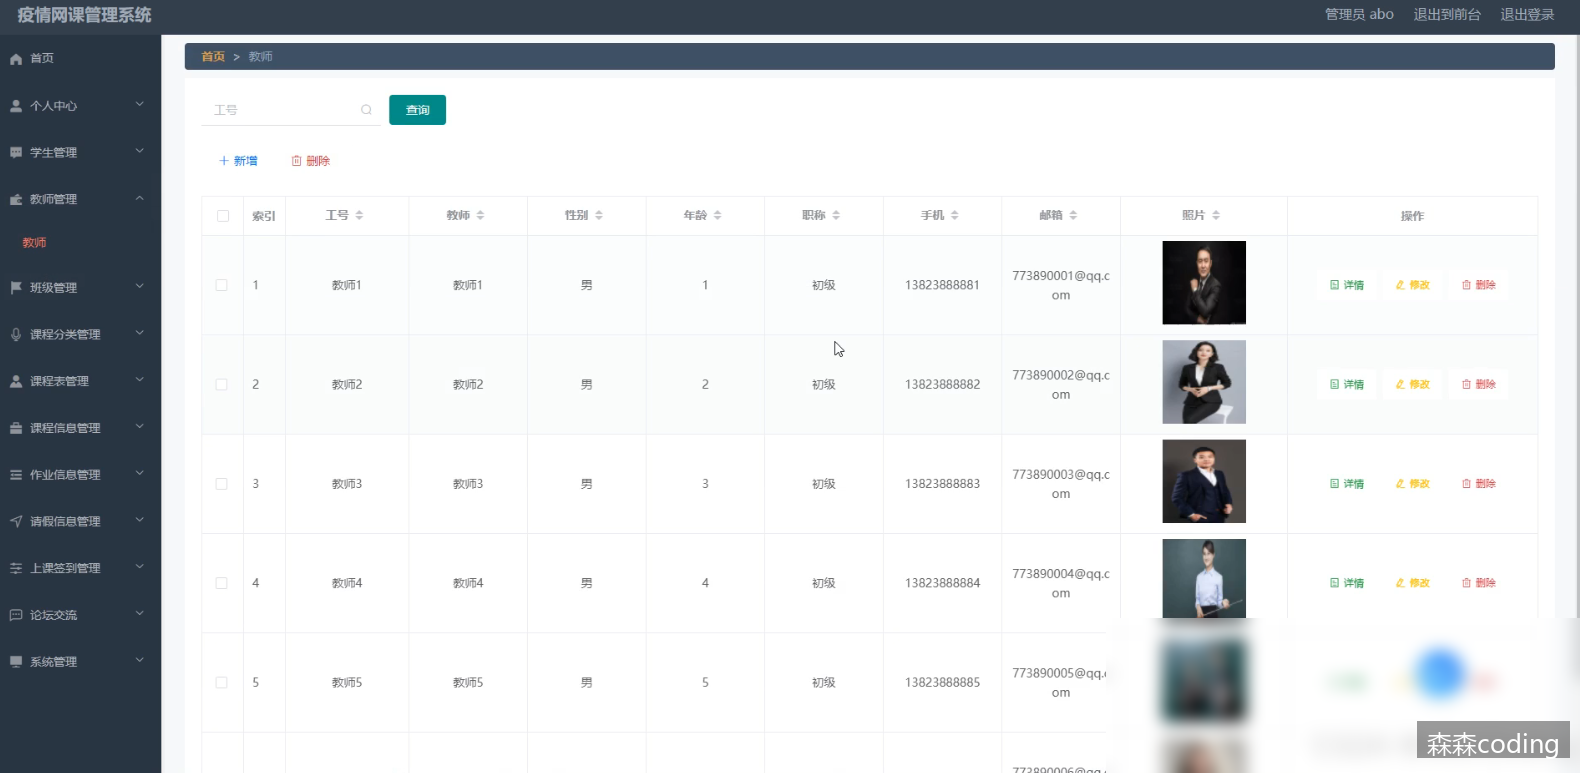 疫情网课管理系统
管理员 abo 退出到前台 退出登录
首页
个人中心
学生管理
教师管理
教师
班级管理
课程分类管理
课程表管理
课程信息管理
作业信息管理
请假信息管理
上课签到管理
论坛交流
系统管理
首页 > 教师
工号 查询
新增 删除
索引 工号 教师 性别 年龄 职称 手机 邮箱 照片 操作
1 教师1 教师1 男 1 初级 13823888881 773890001@qq.c
om
详情 修改 删除
2 教师2 教师2 男 2 初级 13823888882 773890002@qq.c
om
详情 修改 删除
3 教师3 教师3 男 3 初级 13823888883 773890003@qq.c
om
详情 修改 删除
4 教师4 教师4 男 4 初级 13823888884 773890004@qq.c
om
详情 修改 删除
5 教师5 教师5 男 5 初级 13823888885 773890005@qq.
om
773890006@qq.
森森coding